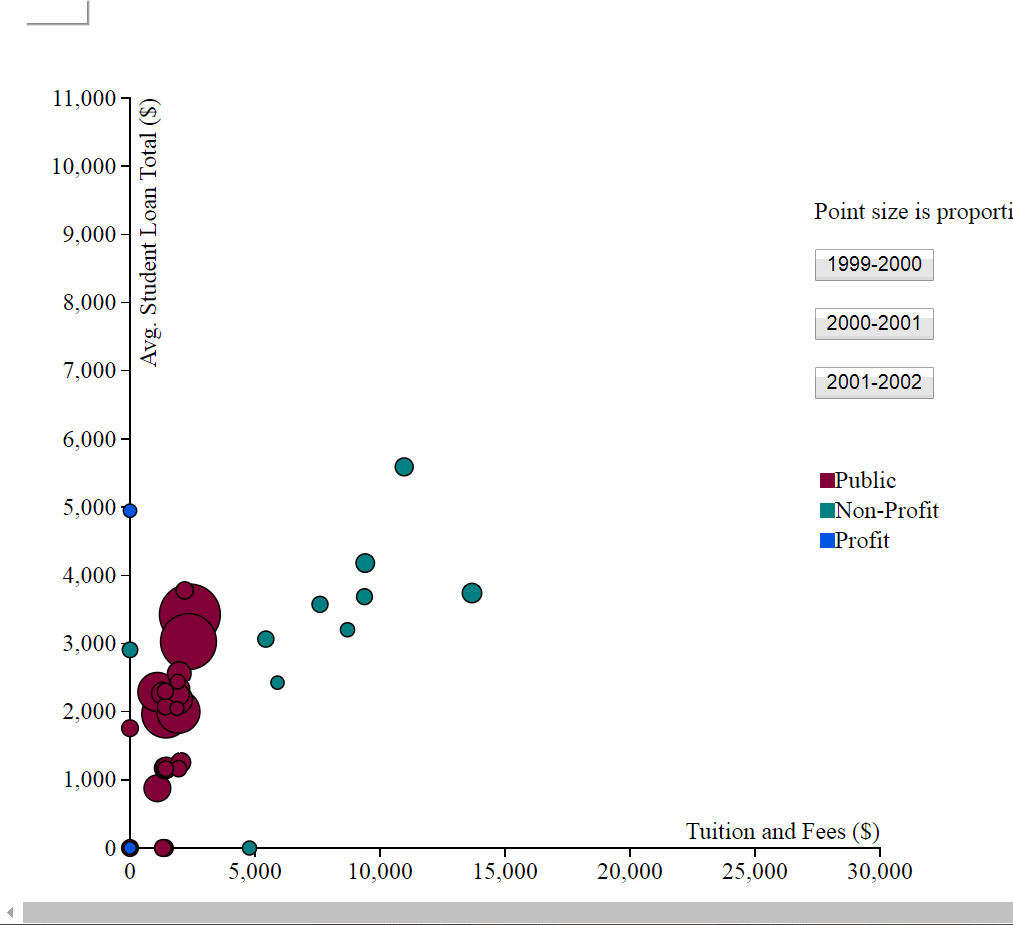 11,000
10,000
9,000
8,000
7,000
6,000
5,000
4,000
3,000
2,000
1,000
0
Avg. Student Loan Total ($)
Tuition and Fees ($)
0 5,000 10,000 15,000 20,000 25,000 30,000
Point size is proporti
1999-2000
2000-2001
2001-2002
Public
Non-Profit
Profit